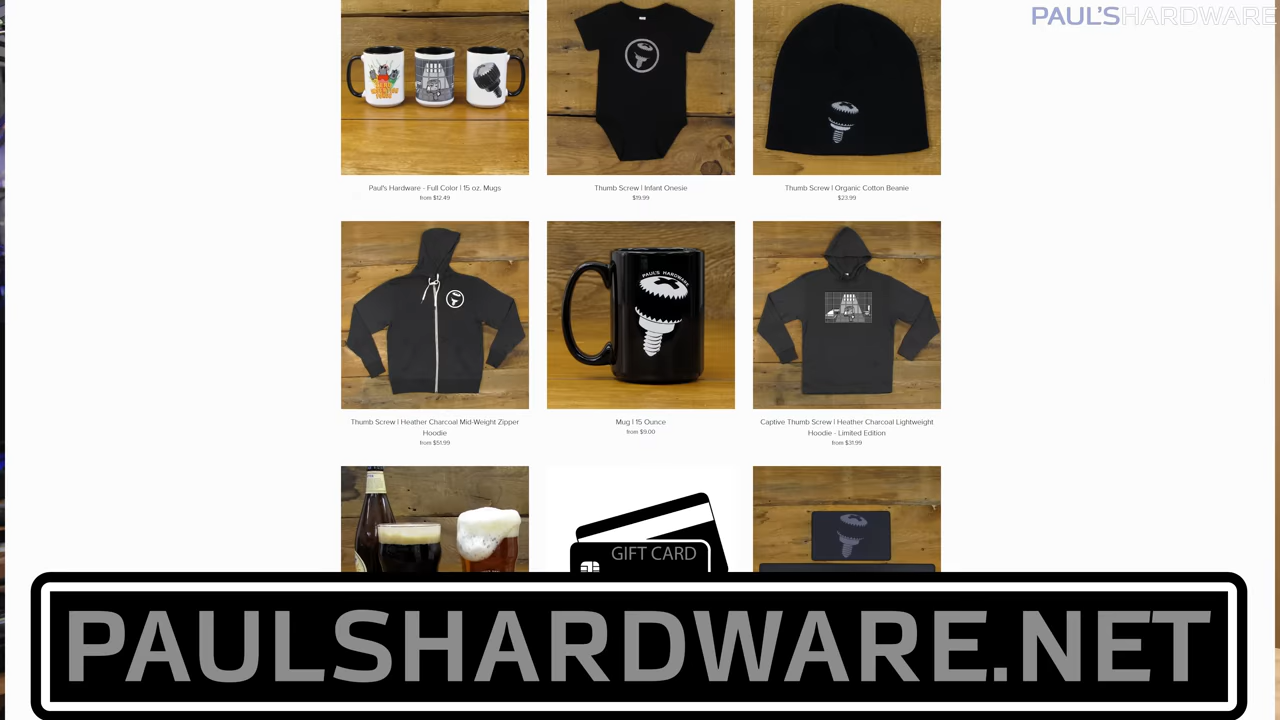 PAUL'SHARDWARE
Paul's Hardware - Full Color | 15 oz. Mugs
from $12.49
Thumb Screw | Infant Onesie
$19.99
Thumb Screw | Organic Cotton Beanie
$23.99
PAUL'S HARDWARE
Thumb Screw | Heather Charcoal Mid-Weight Zipper
Hoodie
from $51.99
Mug | 15 Ounce
from $9.00
Captive Thumb Screw | Heather Charcoal Lightweight
Hoodie - Limited Edition
from $31.99
GIFT CARD
PAULSHARDWARE.NET